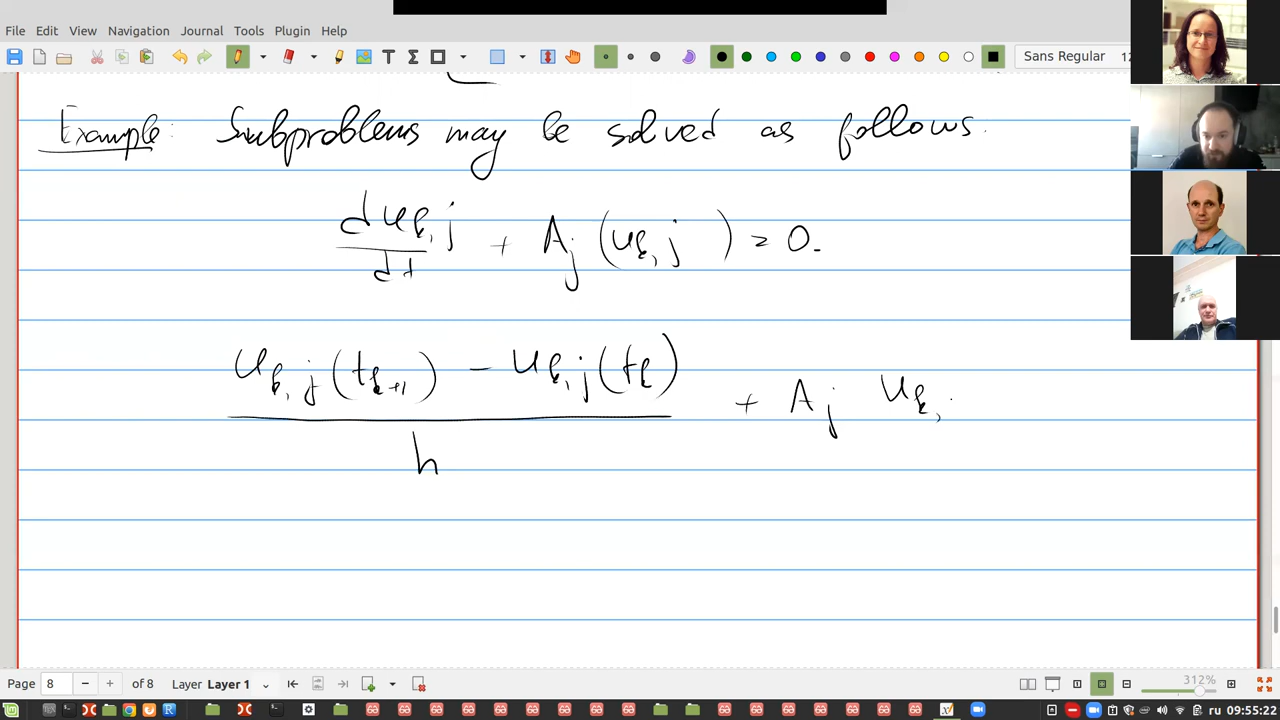 File Edit View Navigation Journal Tools Plugin Help
Sans Regular 12
Example: Subproblems may be solved as follows.
du_{k,j}/dt + A_j(u_{k,j}) = 0.
(u_{k,j}(t_{k+1}) - u_{k,j}(t_k))/h + A_j u_{k,
Page 8 of 8 Layer Layer 1 312%
ru 09:55:22